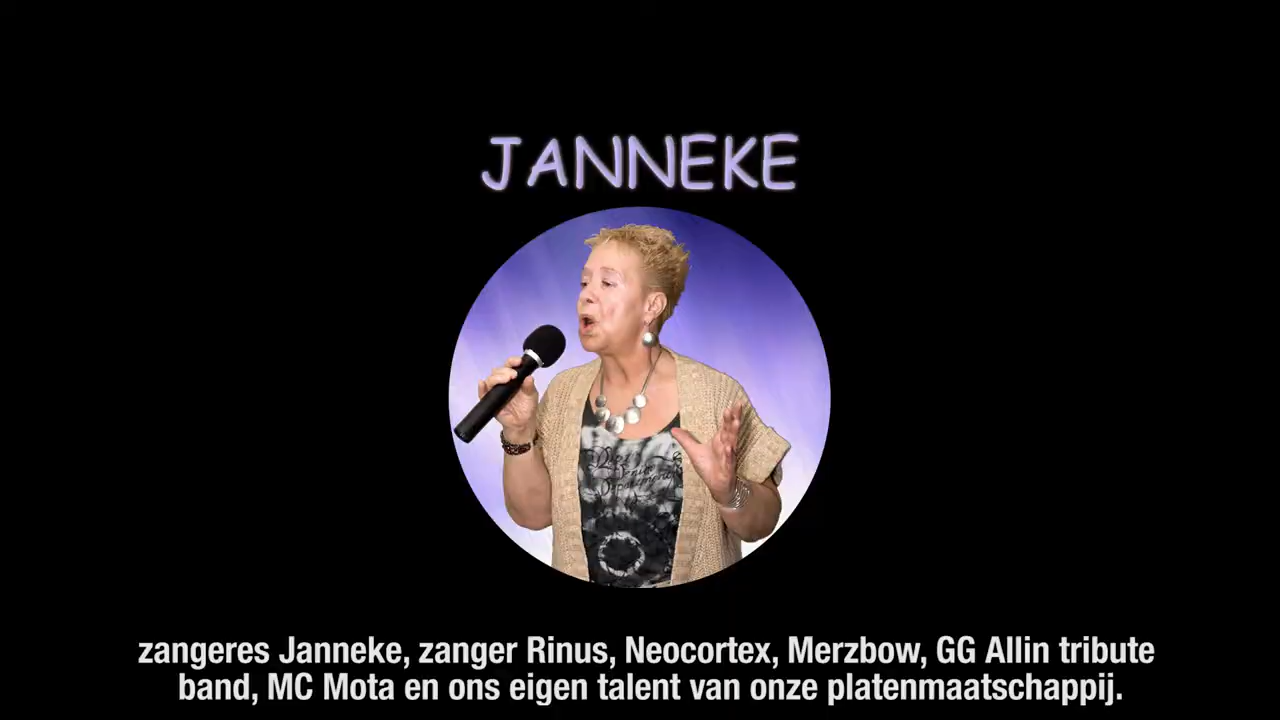 JANNEKE
zangeres Janneke, zanger Rinus, Neocortex, Merzbow, GG Allin tribute
band, MC Mota en ons eigen talent van onze platenmaatschappij.